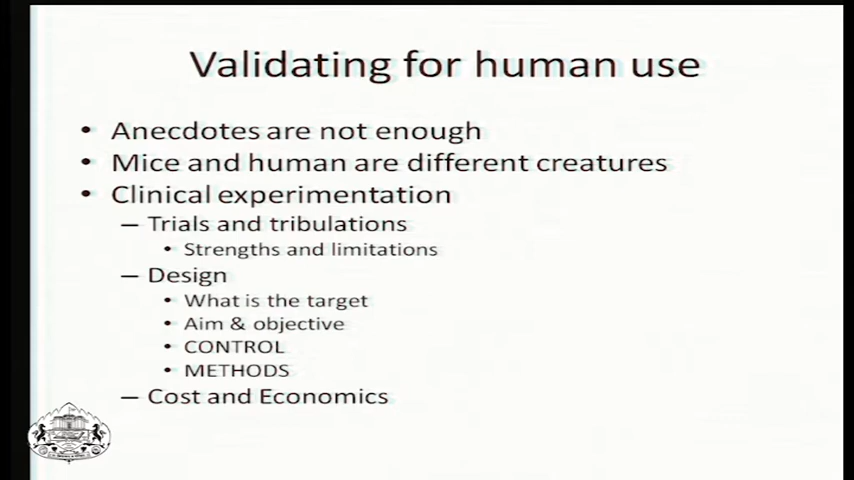 Validating for human use
• Anecdotes are not enough
• Mice and human are different creatures
• Clinical experimentation
– Trials and tribulations
• Strengths and limitations
– Design
• What is the target
• Aim & objective
• CONTROL
• METHODS
– Cost and Economics